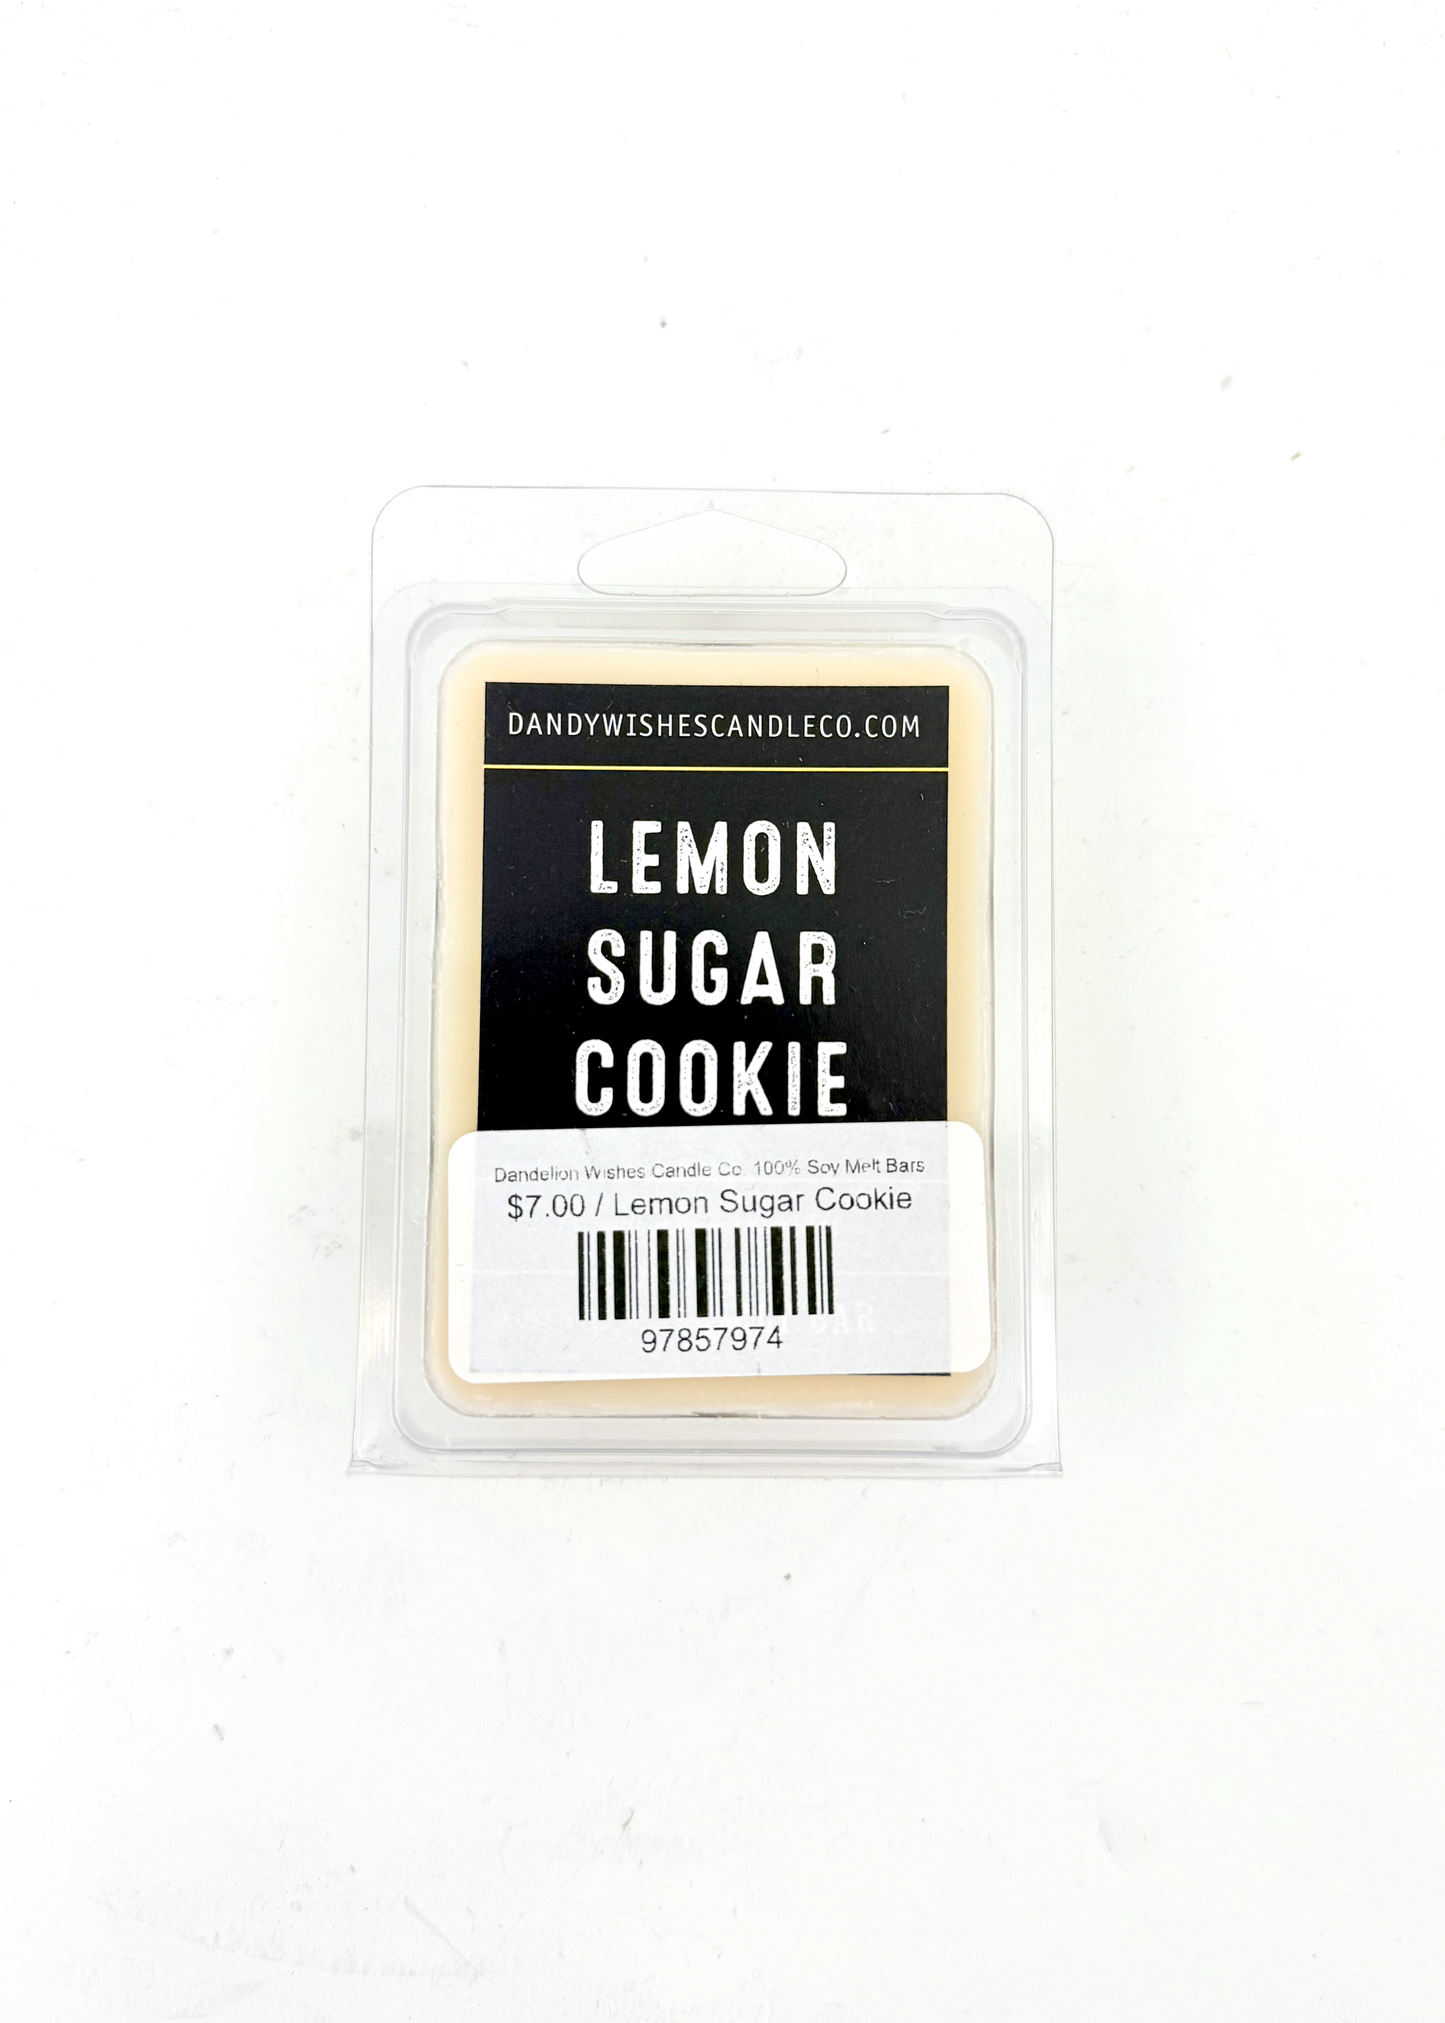 DANDYWISHESCANDLECO.COM
LEMON
SUGAR
COOKIE
Dandelion Wishes Candle Co. 100% Soy Melt Bars
$7.00 / Lemon Sugar Cookie
97857974